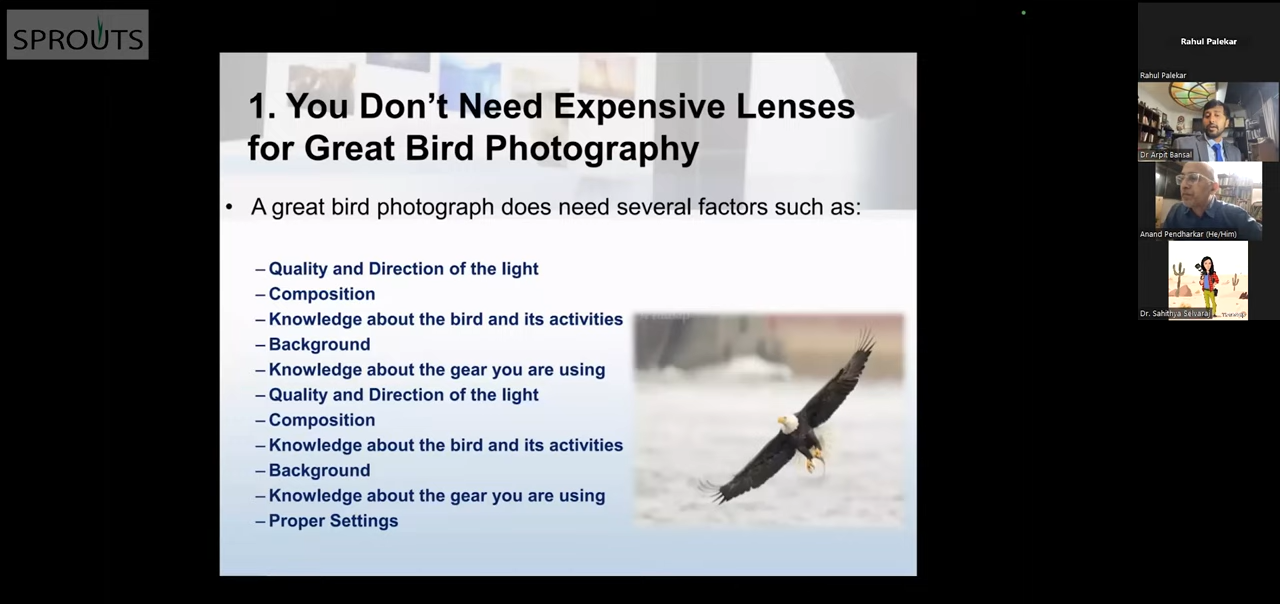 SPROUTS
1. You Don't Need Expensive Lenses
for Great Bird Photography
• A great bird photograph does need several factors such as:
– Quality and Direction of the light
– Composition
– Knowledge about the bird and its activities
– Background
– Knowledge about the gear you are using
– Quality and Direction of the light
– Composition
– Knowledge about the bird and its activities
– Background
– Knowledge about the gear you are using
– Proper Settings
Rahul Palekar
Rahul Palekar
Dr Arpit Bansal
Anand Pendharkar (He/Him)
Dr. Sahithya Selvaraj